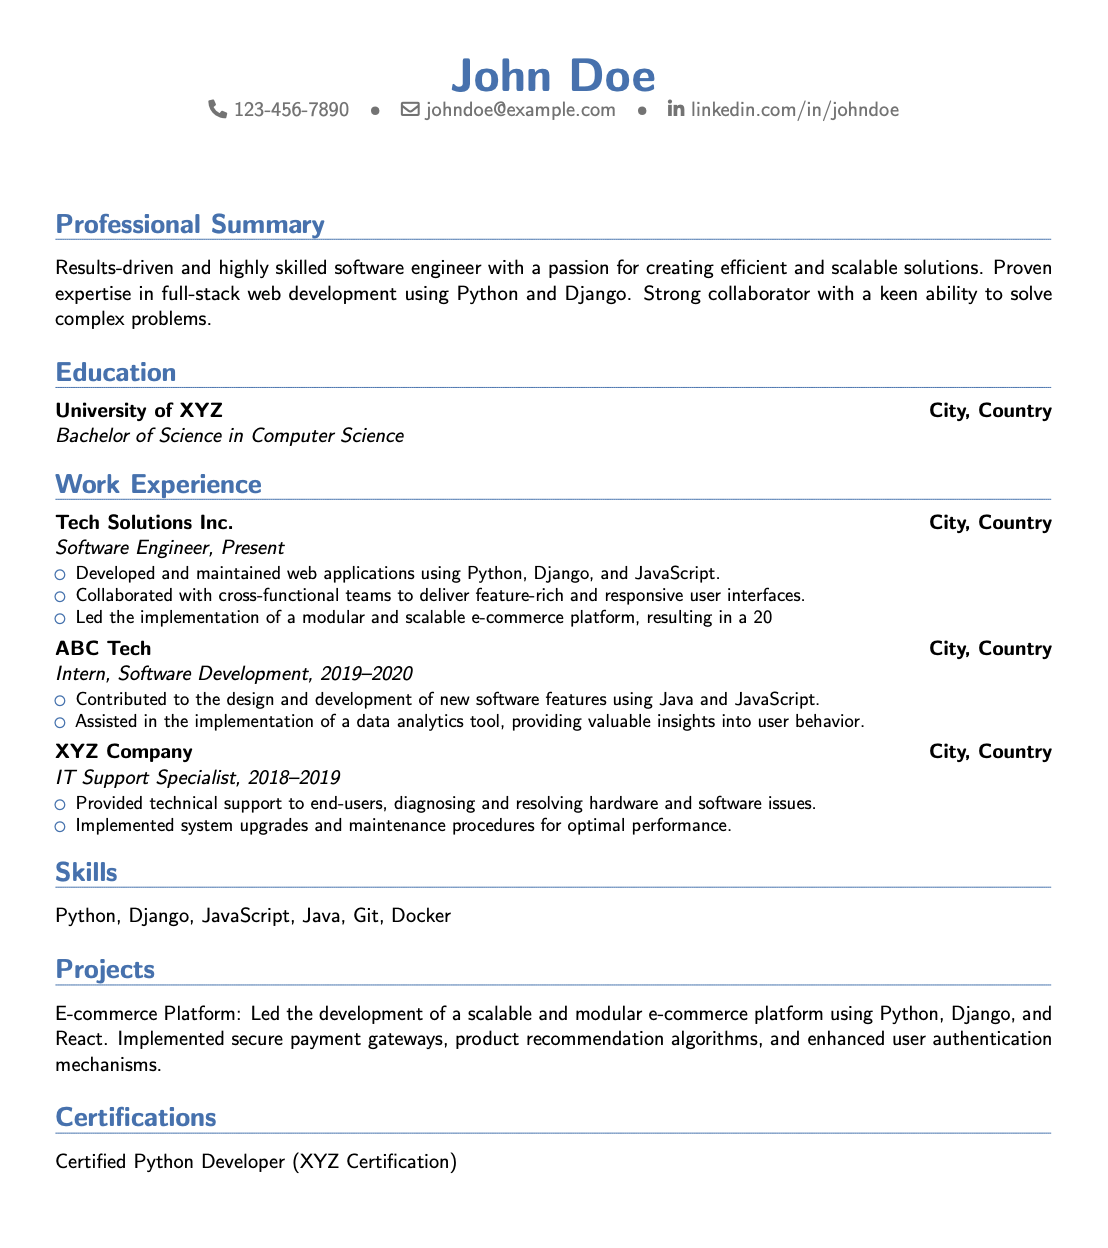 John Doe
123-456-7890 • johndoe@example.com • linkedin.com/in/johndoe
Professional Summary
Results-driven and highly skilled software engineer with a passion for creating efficient and scalable solutions. Proven
expertise in full-stack web development using Python and Django. Strong collaborator with a keen ability to solve
complex problems.
Education
University of XYZ City, Country
Bachelor of Science in Computer Science
Work Experience
Tech Solutions Inc. City, Country
Software Engineer, Present
Developed and maintained web applications using Python, Django, and JavaScript.
Collaborated with cross-functional teams to deliver feature-rich and responsive user interfaces.
Led the implementation of a modular and scalable e-commerce platform, resulting in a 20
ABC Tech City, Country
Intern, Software Development, 2019–2020
Contributed to the design and development of new software features using Java and JavaScript.
Assisted in the implementation of a data analytics tool, providing valuable insights into user behavior.
XYZ Company City, Country
IT Support Specialist, 2018–2019
Provided technical support to end-users, diagnosing and resolving hardware and software issues.
Implemented system upgrades and maintenance procedures for optimal performance.
Skills
Python, Django, JavaScript, Java, Git, Docker
Projects
E-commerce Platform: Led the development of a scalable and modular e-commerce platform using Python, Django, and
React. Implemented secure payment gateways, product recommendation algorithms, and enhanced user authentication
mechanisms.
Certifications
Certified Python Developer (XYZ Certification)